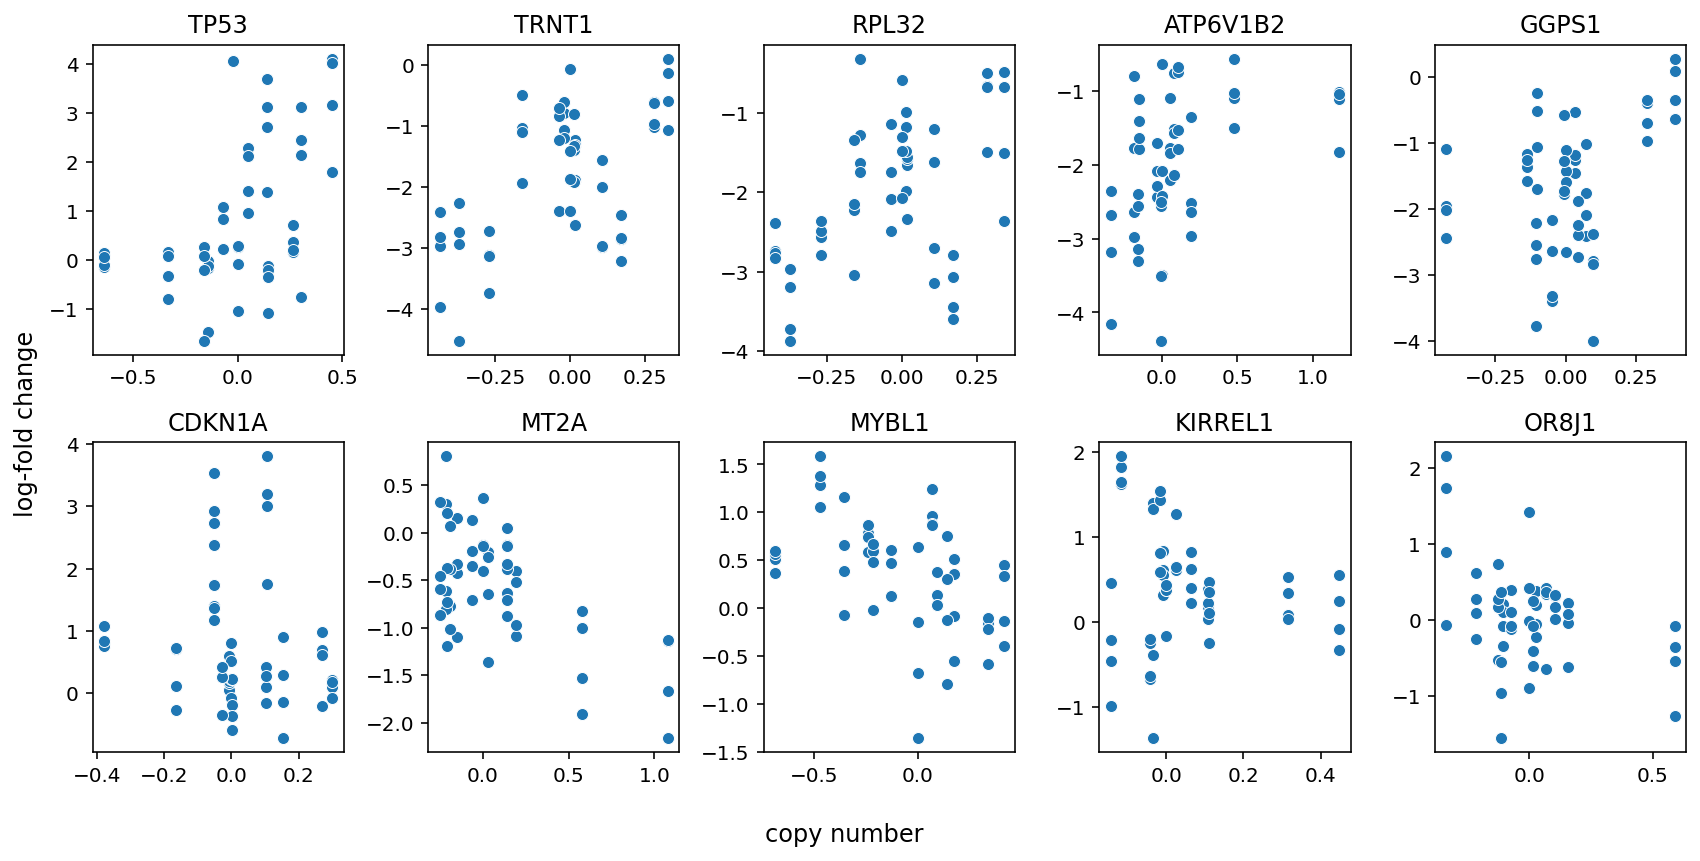 TP53 TRNT1 RPL32 ATP6V1B2 GGPS1
4 3 2 1 0 −1
−0.5 0.0 0.5
0 −1 −2 −3 −4
−0.25 0.00 0.25
−1 −2 −3 −4
−0.25 0.00 0.25
−1 −2 −3 −4
0.0 0.5 1.0
0 −1 −2 −3 −4
−0.25 0.00 0.25
log-fold change
CDKN1A MT2A MYBL1 KIRREL1 OR8J1
4 3 2 1 0
−0.4 −0.2 0.0 0.2
0.5 0.0 −0.5 −1.0 −1.5 −2.0
0.0 0.5 1.0
1.5 1.0 0.5 0.0 −0.5 −1.0 −1.5
−0.5 0.0
2 1 0 −1
0.0 0.2 0.4
2 1 0 −1
0.0 0.5
copy number